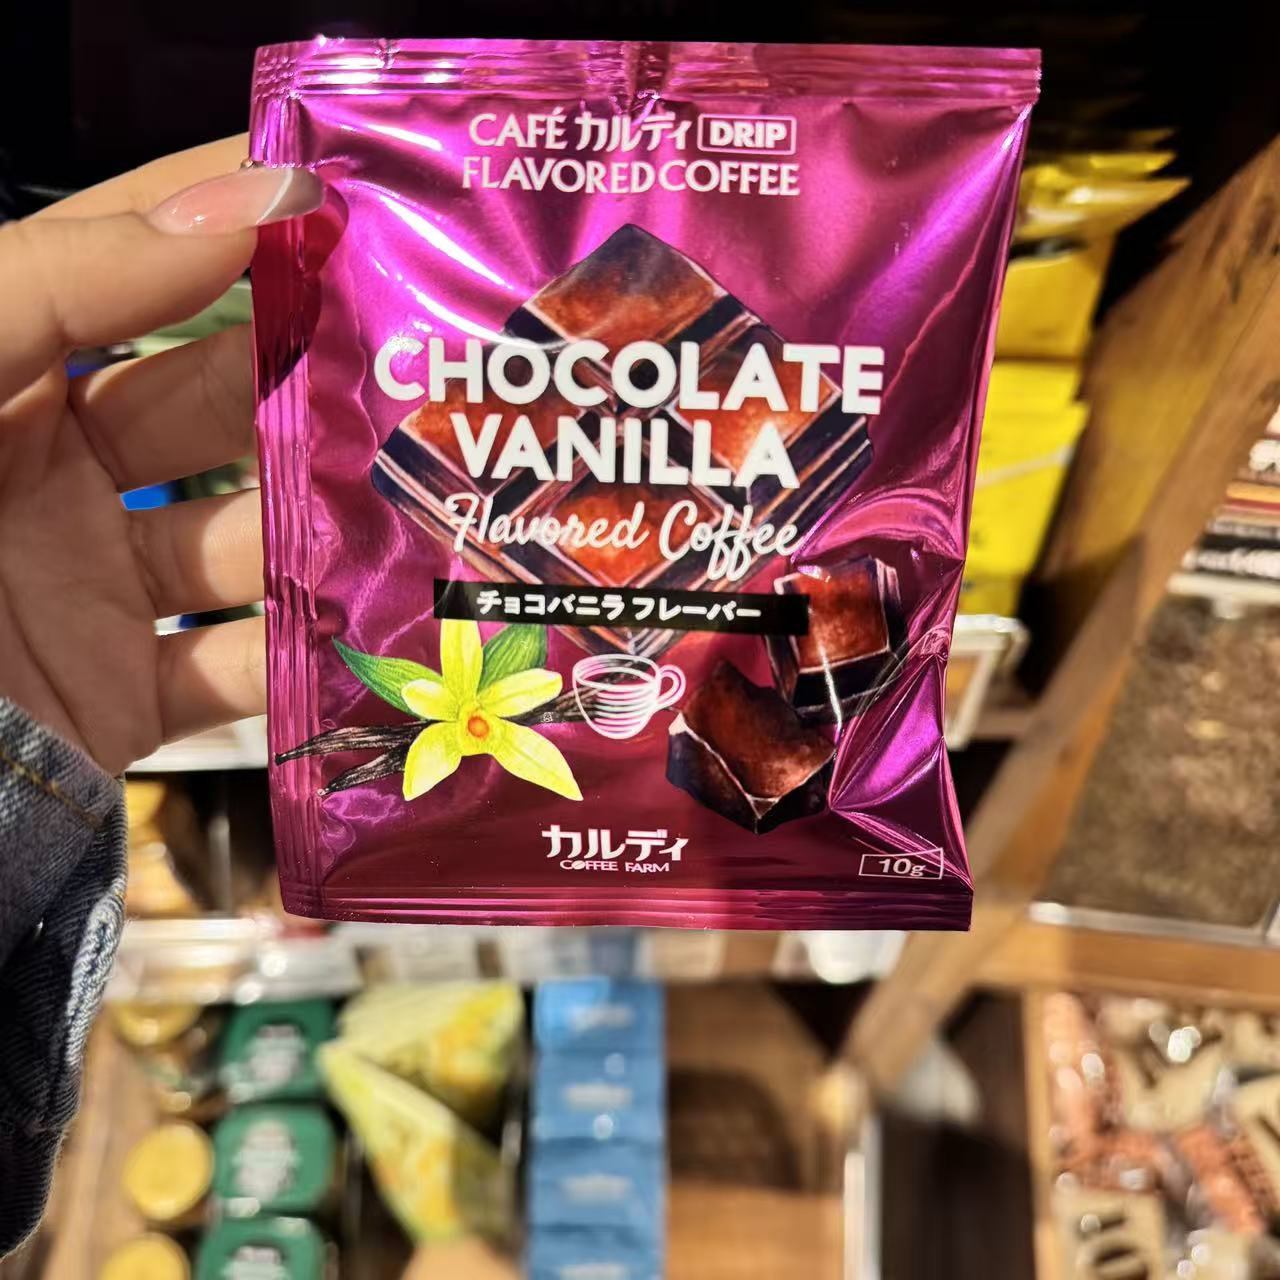 CAFÉ カルディ DRIP
FLAVORED COFFEE
CHOCOLATE
VANILLA
Flavored Coffee
チョコバニラ フレーバー
カルディ
COFFEE FARM
10g